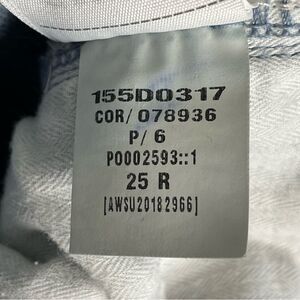 155D0317
COR/ 078936
P/ 6
P0002593::1
25 R
[AWSU20182966]